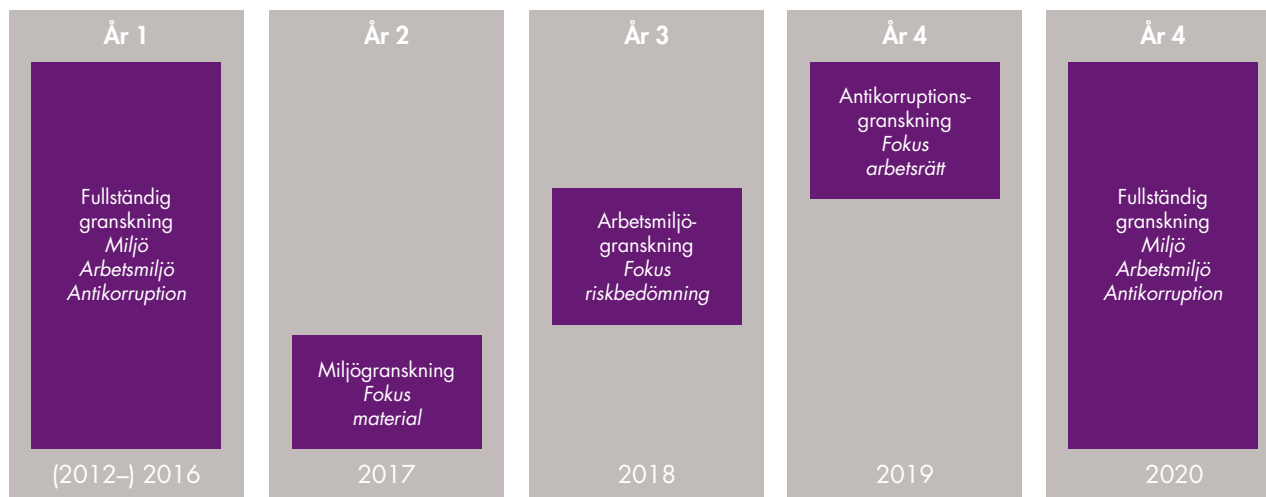 År 1
Fullständig
granskning
Miljö
Arbetsmiljö
Antikorruption
(2012–) 2016
År 2
Miljögranskning
Fokus
material
2017
År 3
Arbetsmiljö-
granskning
Fokus
riskbedömning
2018
År 4
Antikorruptions-
granskning
Fokus
arbetsrätt
2019
År 4
Fullständig
granskning
Miljö
Arbetsmiljö
Antikorruption
2020